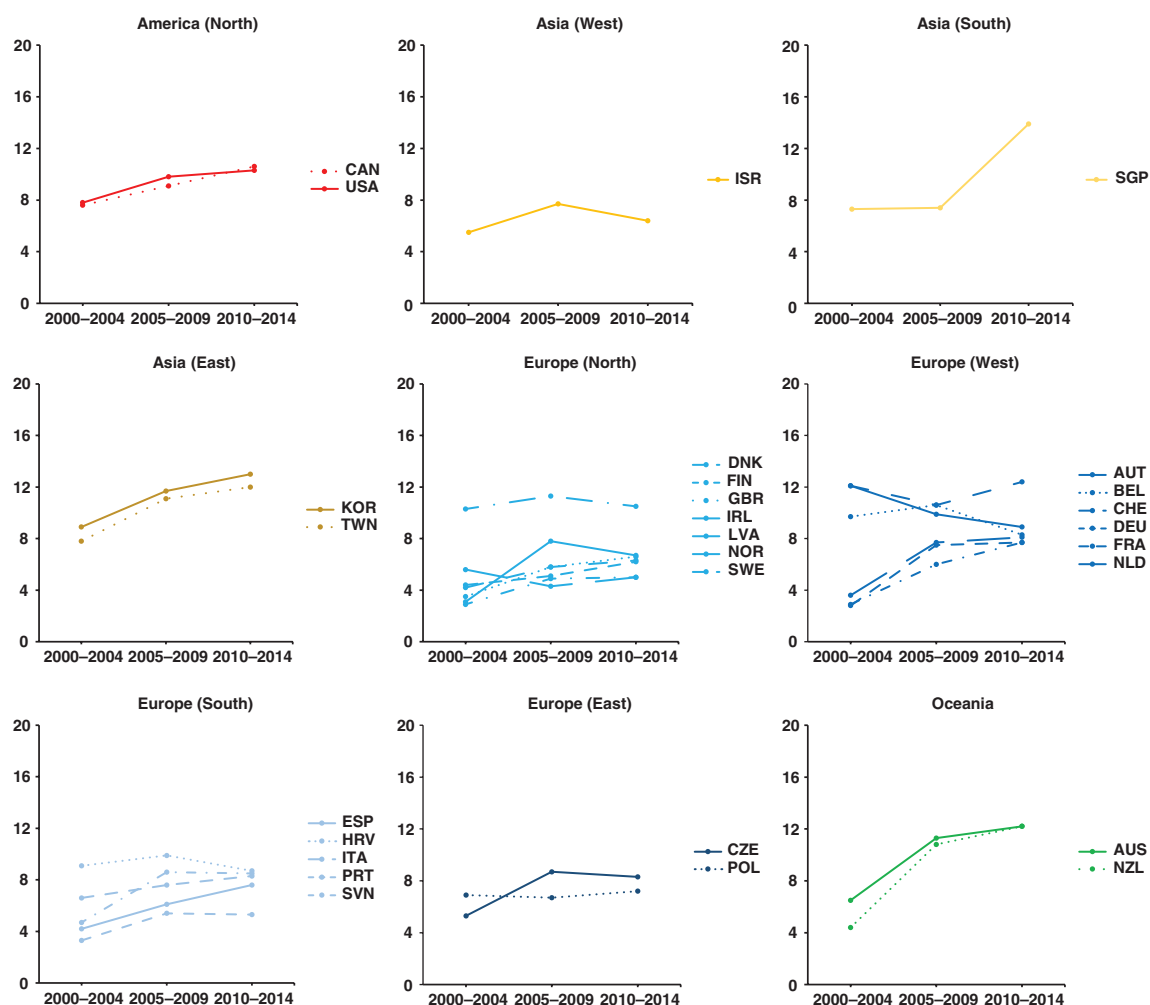 America (North)
20
16
12
8
4
0
2000–2004 2005–2009 2010–2014
CAN
USA
Asia (West)
20
16
12
8
4
0
2000–2004 2005–2009 2010–2014
ISR
Asia (South)
20
16
12
8
4
0
2000–2004 2005–2009 2010–2014
SGP
Asia (East)
20
16
12
8
4
0
2000–2004 2005–2009 2010–2014
KOR
TWN
Europe (North)
20
16
12
8
4
0
2000–2004 2005–2009 2010–2014
DNK
FIN
GBR
IRL
LVA
NOR
SWE
Europe (West)
20
16
12
8
4
0
2000–2004 2005–2009 2010–2014
AUT
BEL
CHE
DEU
FRA
NLD
Europe (South)
20
16
12
8
4
0
2000–2004 2005–2009 2010–2014
ESP
HRV
ITA
PRT
SVN
Europe (East)
20
16
12
8
4
0
2000–2004 2005–2009 2010–2014
CZE
POL
Oceania
20
16
12
8
4
0
2000–2004 2005–2009 2010–2014
AUS
NZL